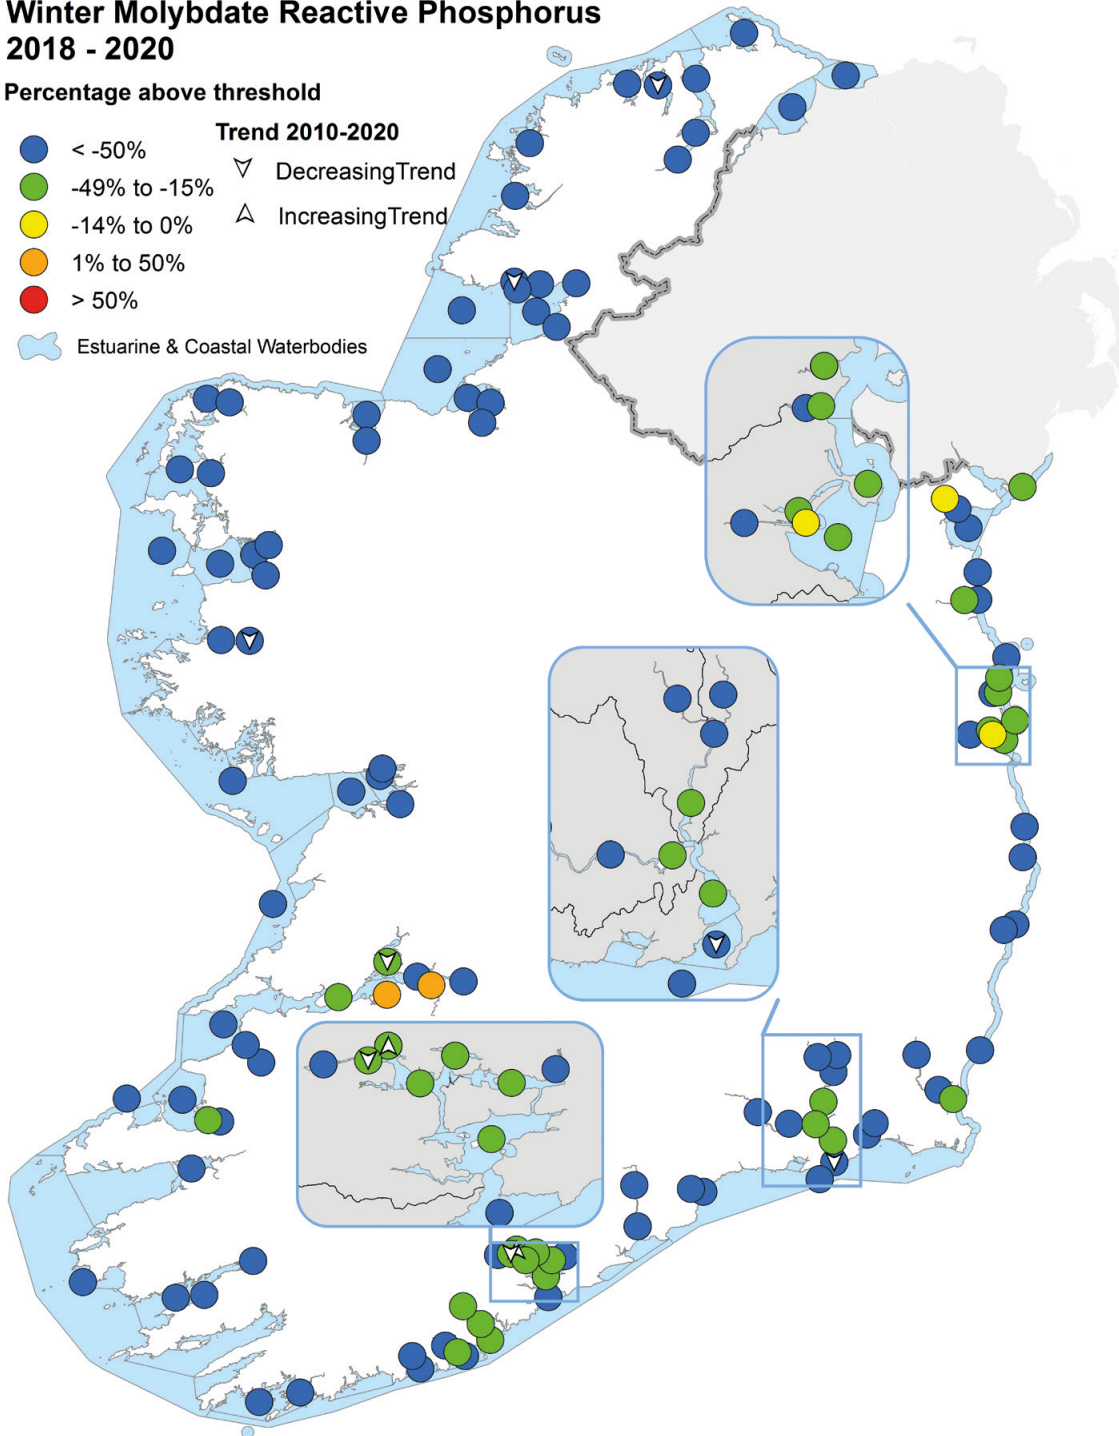 Winter Molybdate Reactive Phosphorus
2018 - 2020
Percentage above threshold
< -50%
-49% to -15%
-14% to 0%
1% to 50%
> 50%
Estuarine & Coastal Waterbodies
Trend 2010-2020
DecreasingTrend
IncreasingTrend